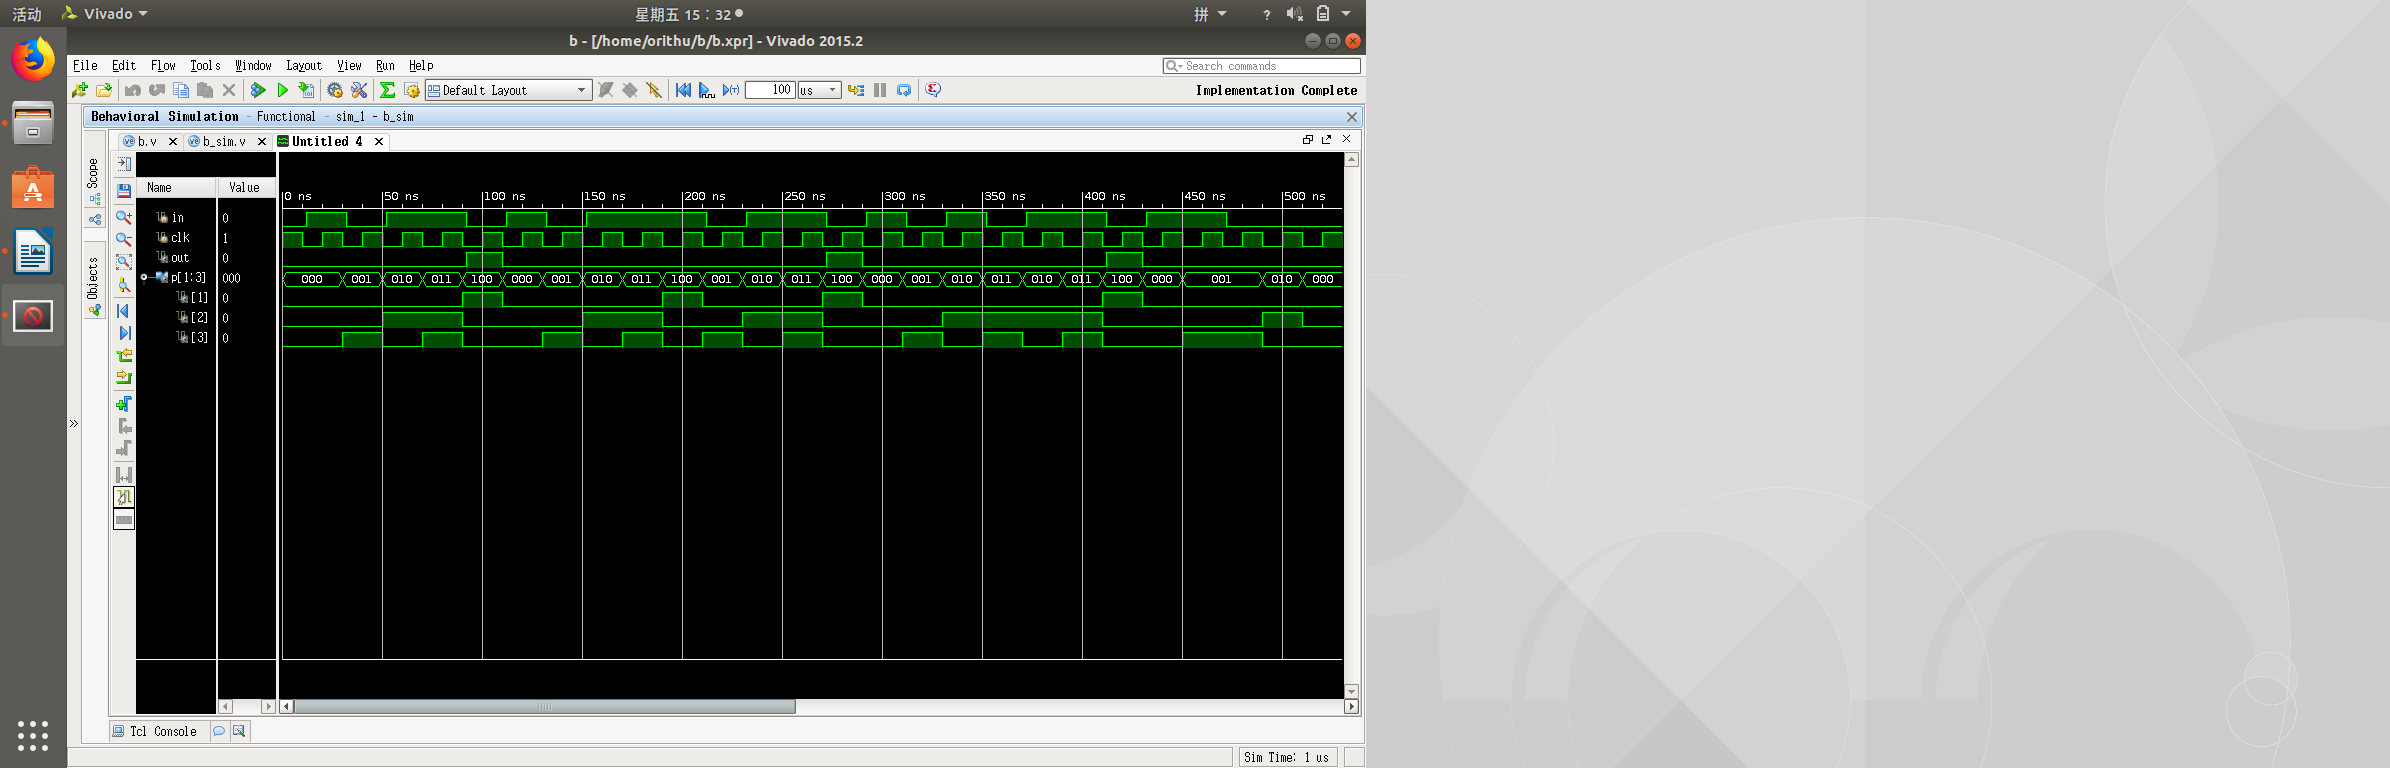 活动 Vivado 星期五 15：32 拼 ?
b - [/home/orithu/b/b.xpr] - Vivado 2015.2
File Edit Flow Tools Window Layout View Run Help Search commands
Default Layout 100 us Implementation Complete
Behavioral Simulation - Functional - sim_1 - b_sim
b.v b_sim.v Untitled 4
Scope
Objects
Name Value
0 ns 50 ns 100 ns 150 ns 200 ns 250 ns 300 ns 350 ns 400 ns 450 ns 500 ns
in 0
clk 1
out 0
p[1:3] 000 000 001 010 011 100 000 001 010 011 100 001 010 011 100 000 001 010 011 010 011 100 000 001 010 000
[1] 0
[2] 0
[3] 0
Tcl Console
Sim Time: 1 us